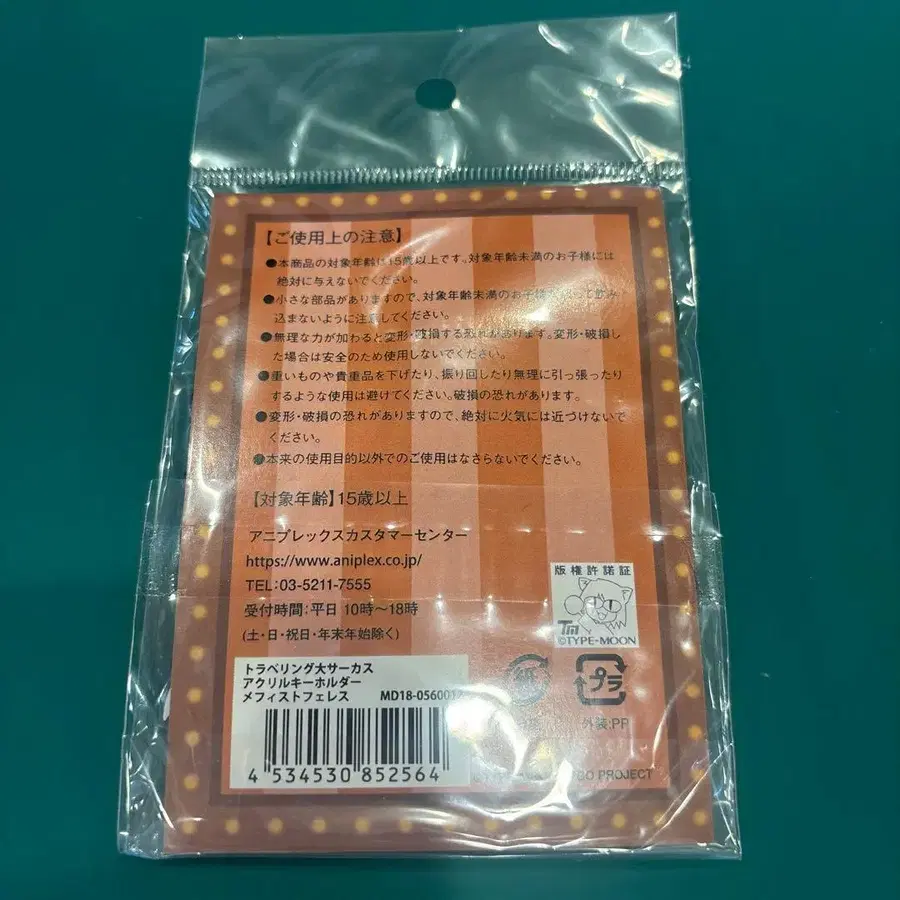 【ご使用上の注意】
●本商品の対象年齢は15歳以上です。対象年齢未満のお子様には
絶対に与えないでください。
●小さな部品がありますので、対象年齢未満のお子様が
込まないように注意してください。
●無理な力が加わると変形・破損する恐れがあります。変形・破損し
た場合は安全のため使用しないでください。
●重いものや貴重品を下げたり、振り回したり無理に引っ張ったり
するような使用は避けてください。破損の恐れがあります。
●変形・破損の恐れがありますので、絶対に火気には近づけないで
ください。
●本来の使用目的以外でのご使用はなさらないでください。
【対象年齢】15歳以上
アニプレックスカスタマーセンター
https://www.aniplex.co.jp/
TEL:03-5211-7555
受付時間:平日 10時〜18時
(土・日・祝日・年末年始除く)
版権許諾証
TM
©TYPE-MOON
トラベリング大サーカス
アクリルキーホルダー
メフィストフェレス MD18-056001
紙
プラ
外装:PP
4 534530 852564
PROJECT